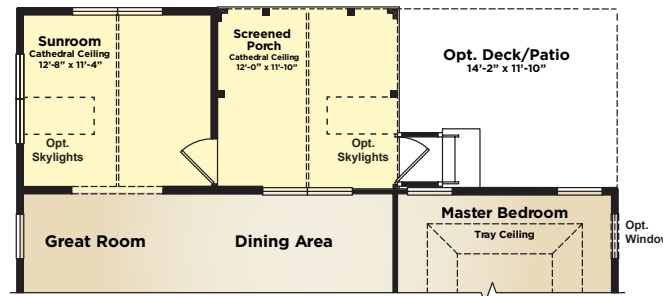 Sunroom
Cathedral Ceiling
12'-8" x 11'-4"
Opt.
Skylights
Screened
Porch
Cathedral Ceiling
12'-0" x 11'-10"
Opt.
Skylights
Opt. Deck/Patio
14'-2" x 11'-10"
Great Room
Dining Area
Master Bedroom
Tray Ceiling
Opt.
Window